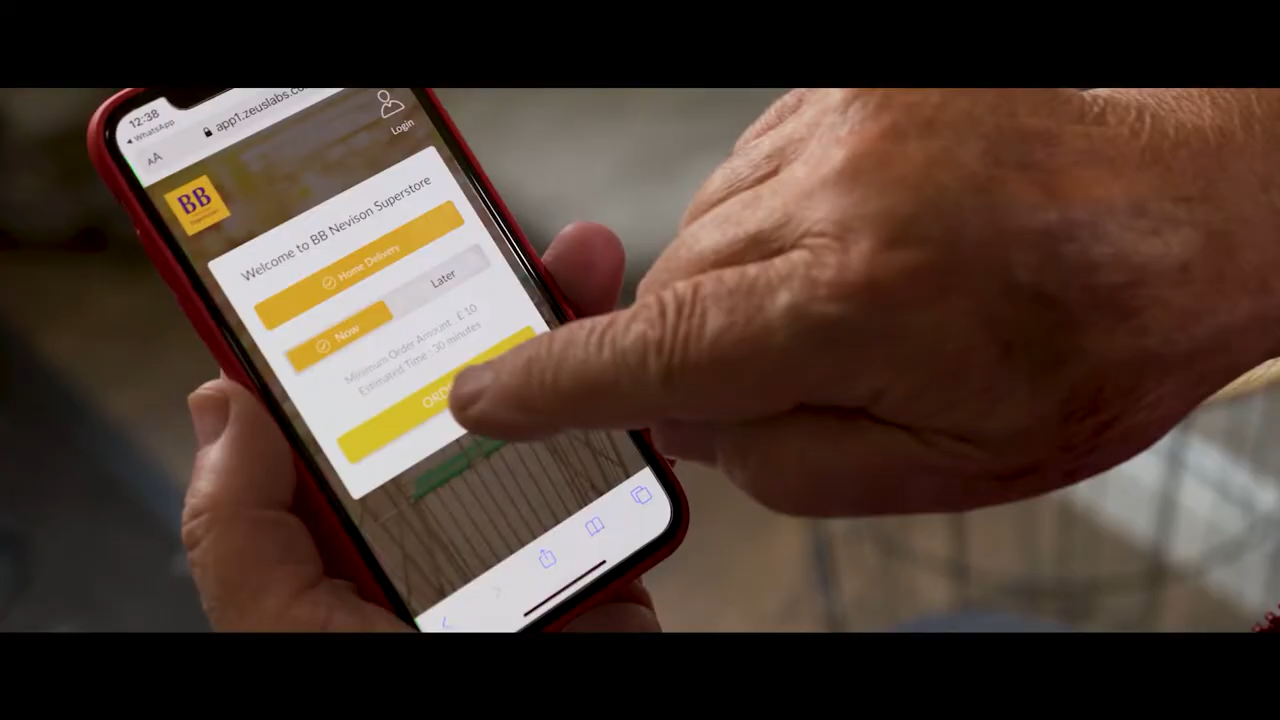 12:38
WhatsApp
AA
app1.zeuslabs.co
Login
BB
Welcome to BB Nevison Superstore
Home Delivery
Now
Later
Minimum Order Amount : £ 10
Estimated Time : 30 minutes
ORD